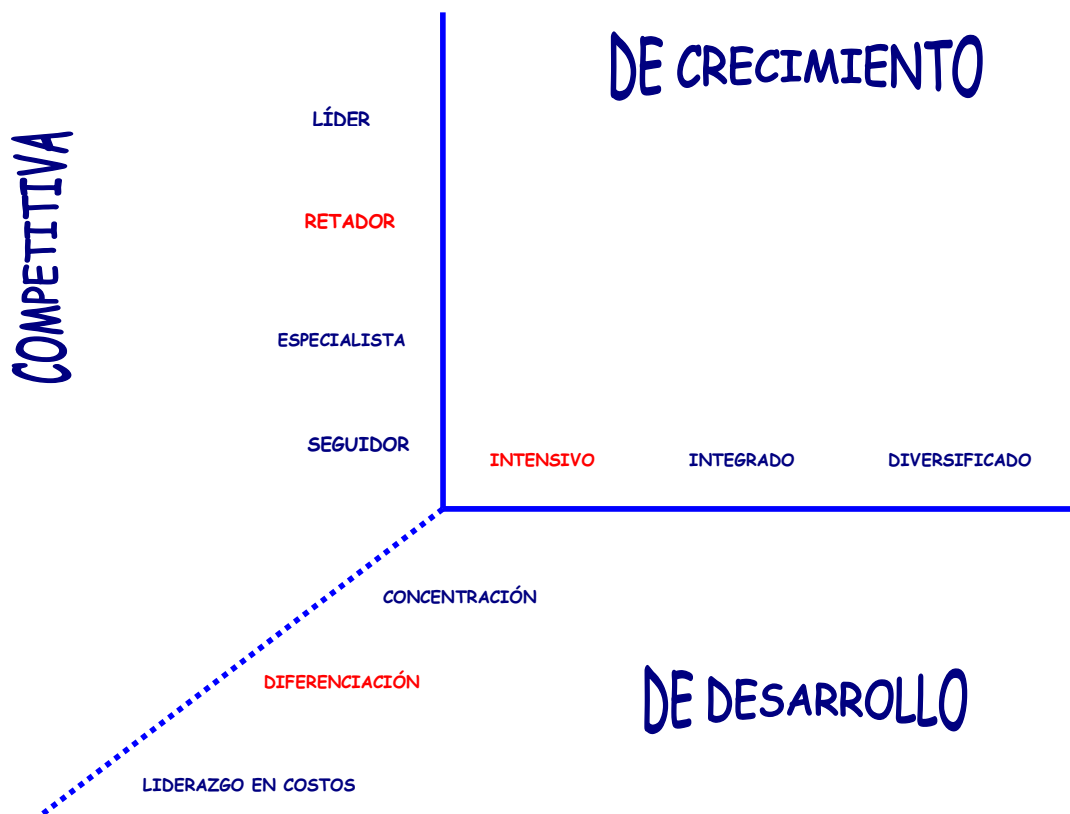 DE CRECIMIENTO
COMPETITIVA
LÍDER
RETADOR
ESPECIALISTA
SEGUIDOR
INTENSIVO INTEGRADO DIVERSIFICADO
CONCENTRACIÓN
DIFERENCIACIÓN
DE DESARROLLO
LIDERAZGO EN COSTOS